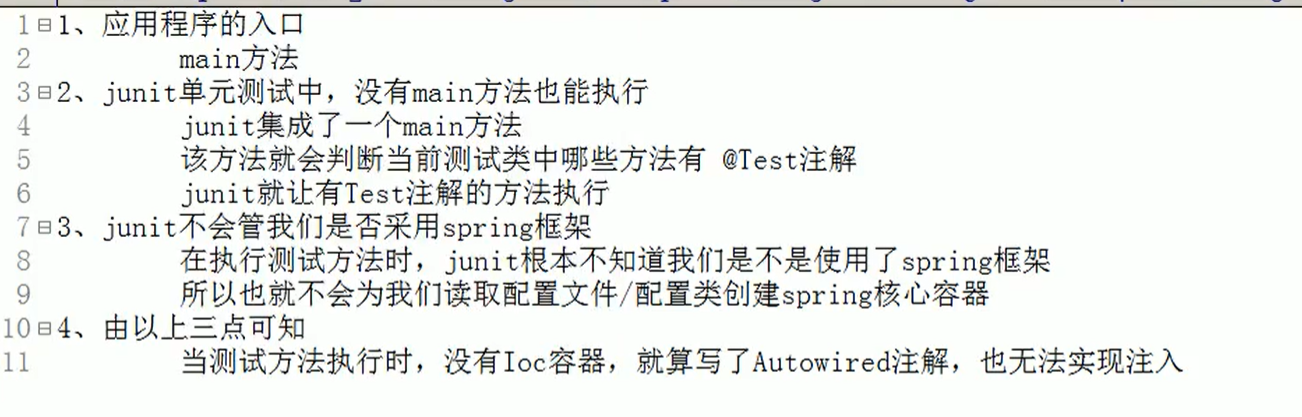 1 1、应用程序的入口
2 main方法
3 2、junit单元测试中，没有main方法也能执行
4 junit集成了一个main方法
5 该方法就会判断当前测试类中哪些方法有 @Test注解
6 junit就让有Test注解的方法执行
7 3、junit不会管我们是否采用spring框架
8 在执行测试方法时，junit根本不知道我们是不是使用了spring框架
9 所以也就不会为我们读取配置文件/配置类创建spring核心容器
10 4、由以上三点可知
11 当测试方法执行时，没有Ioc容器，就算写了Autowired注解，也无法实现注入